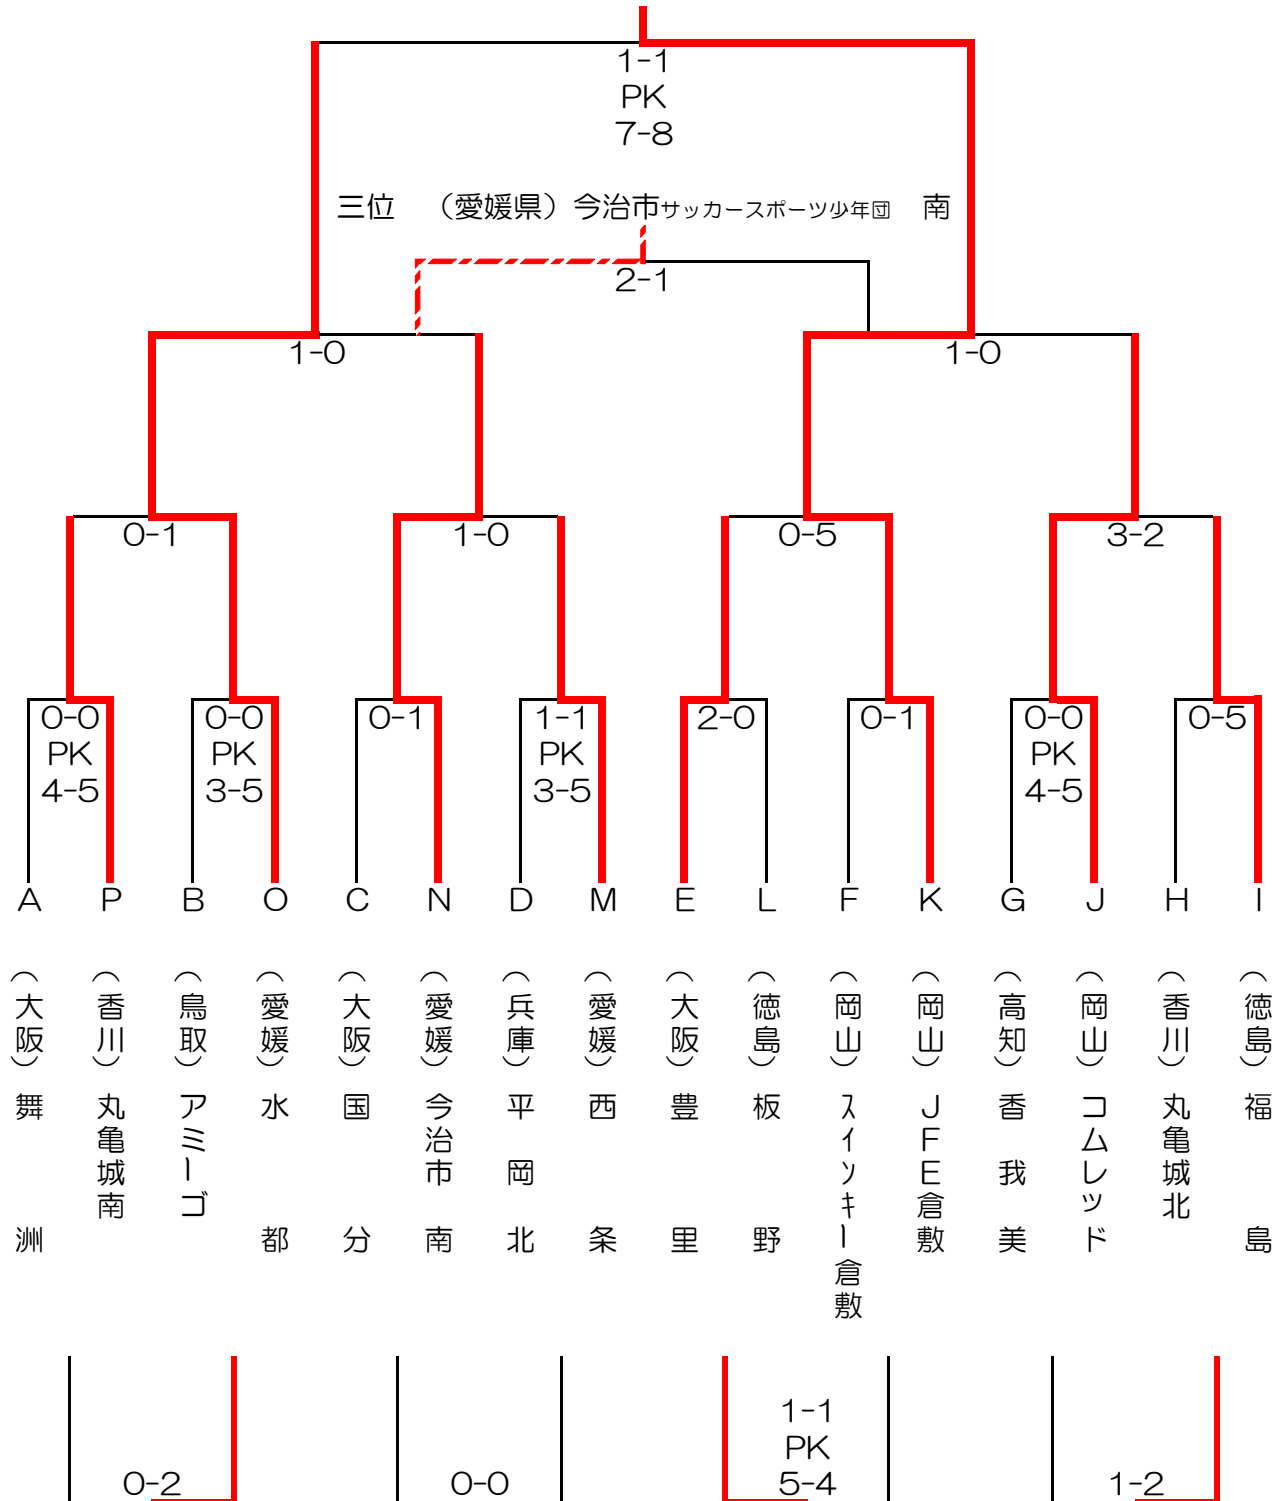 1-1
PK
7-8
三位 （愛媛県）今治市サッカースポーツ少年団 南
2-1
1-0 1-0
0-1 1-0 0-5 3-2
0-0 0-0 0-1 1-1 2-0 0-1 0-0 0-5
PK PK PK PK
4-5 3-5 3-5 4-5
A P B O C N D M E L F K G J H I
（大阪）舞洲
（香川）丸亀城南
（鳥取）アミーゴ
（愛媛）水都
（大阪）国分
（愛媛）今治市南
（兵庫）平岡北
（愛媛）西条
（大阪）豊里
（徳島）板野
（岡山）スイツキー倉敷
（岡山）JFE倉敷
（高知）香我美
（岡山）コムレッド
（香川）丸亀城北
（徳島）福島
1-1
PK
0-2 0-0 5-4 1-2